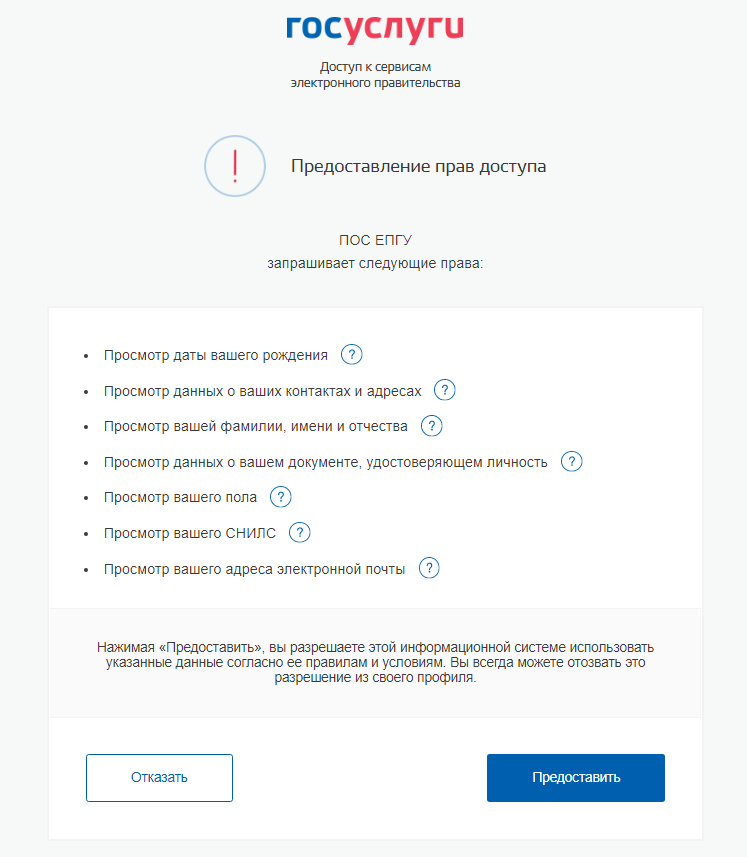 госуслуги
Доступ к сервисам
электронного правительства
!
Предоставление прав доступа
ПОС ЕПГУ
запрашивает следующие права:
• Просмотр даты вашего рождения ?
• Просмотр данных о ваших контактах и адресах ?
• Просмотр вашей фамилии, имени и отчества ?
• Просмотр данных о вашем документе, удостоверяющем личность ?
• Просмотр вашего пола ?
• Просмотр вашего СНИЛС ?
• Просмотр вашего адреса электронной почты ?
Нажимая «Предоставить», вы разрешаете этой информационной системе использовать
указанные данные согласно ее правилам и условиям. Вы всегда можете отозвать это
разрешение из своего профиля.
Отказать
Предоставить